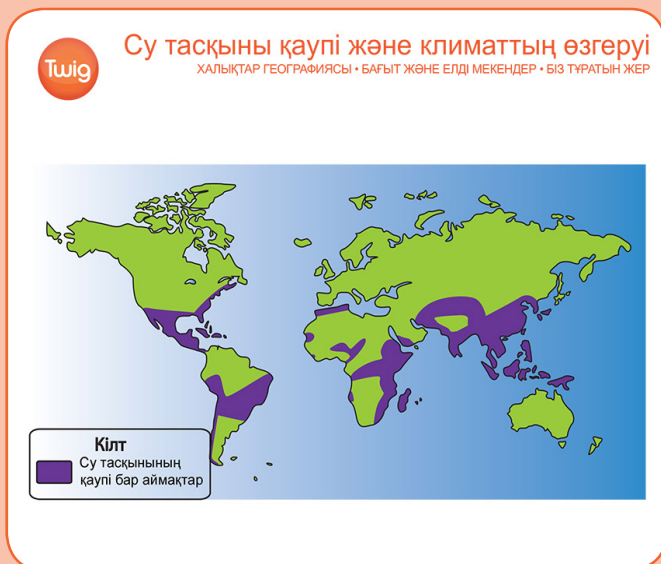 Twig
Су тасқыны қаупі және климаттың өзгеруі
ХАЛЫҚТАР ГЕОГРАФИЯСЫ • БАҒЫТ ЖӘНЕ ЕЛДІ МЕКЕНДЕР • БІЗ ТҰРАТЫН ЖЕР
Кілт
Су тасқынының
қаупі бар аймақтар